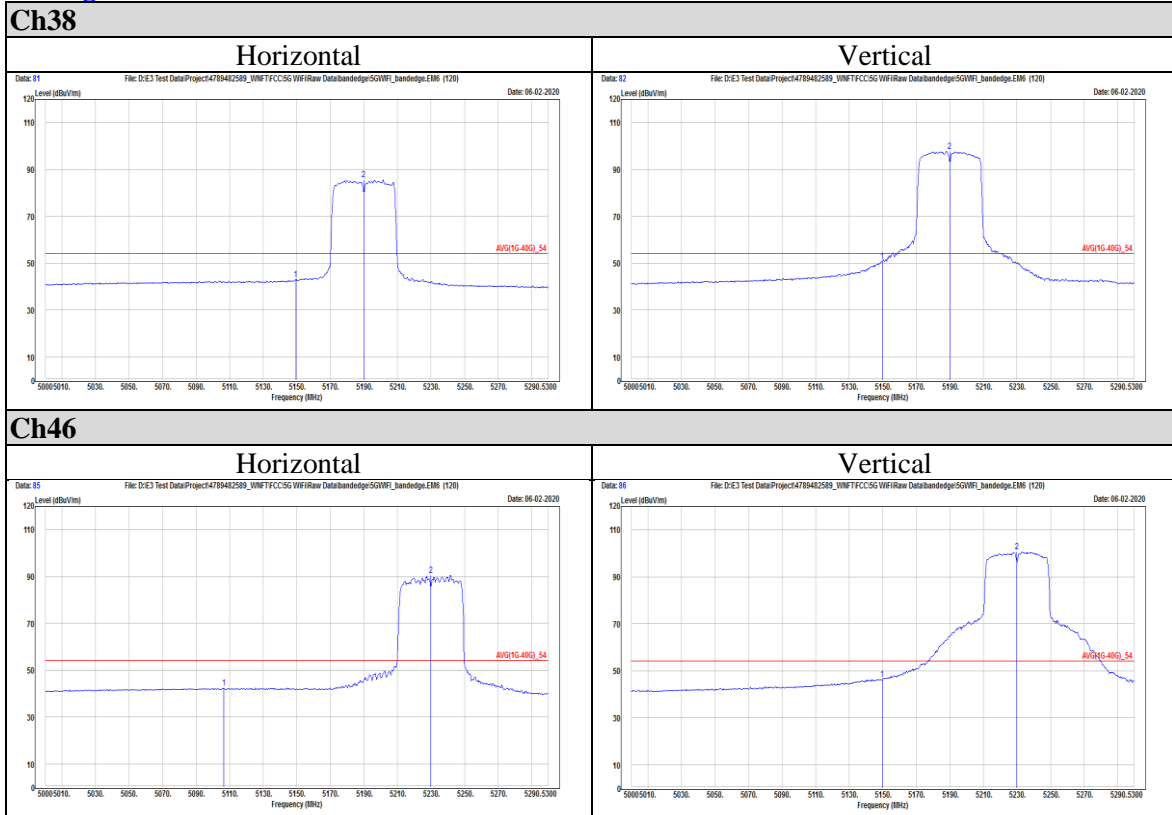 Ch38
Horizontal
Vertical
Data: 81 File: D:\E3 Test Data\Project\4789482589_WNFT\FCC\5G WiFi\Raw Data\bandedge\5GWIFI_bandedge.EM6 (120)
Level (dBuV/m) Date: 06-02-2020
120
110
90
70
50
30
10
0
2
1
AVG(1G-40G)_54
5000 5010. 5030. 5050. 5070. 5090. 5110. 5130. 5150. 5170. 5190. 5210. 5230. 5250. 5270. 5290. 5300
Frequency (MHz)
Data: 82 File: D:\E3 Test Data\Project\4789482589_WNFT\FCC\5G WiFi\Raw Data\bandedge\5GWIFI_bandedge.EM6 (120)
Level (dBuV/m) Date: 06-02-2020
120
110
90
70
50
30
10
0
2
1
AVG(1G-40G)_54
5000 5010. 5030. 5050. 5070. 5090. 5110. 5130. 5150. 5170. 5190. 5210. 5230. 5250. 5270. 5290. 5300
Frequency (MHz)
Ch46
Horizontal
Vertical
Data: 85 File: D:\E3 Test Data\Project\4789482589_WNFT\FCC\5G WiFi\Raw Data\bandedge\5GWIFI_bandedge.EM6 (120)
Level (dBuV/m) Date: 06-02-2020
120
110
90
70
50
30
10
0
2
1
AVG(1G-40G)_54
5000 5010. 5030. 5050. 5070. 5090. 5110. 5130. 5150. 5170. 5190. 5210. 5230. 5250. 5270. 5290. 5300
Frequency (MHz)
Data: 86 File: D:\E3 Test Data\Project\4789482589_WNFT\FCC\5G WiFi\Raw Data\bandedge\5GWIFI_bandedge.EM6 (120)
Level (dBuV/m) Date: 06-02-2020
120
110
90
70
50
30
10
0
2
1
AVG(1G-40G)_54
5000 5010. 5030. 5050. 5070. 5090. 5110. 5130. 5150. 5170. 5190. 5210. 5230. 5250. 5270. 5290. 5300
Frequency (MHz)